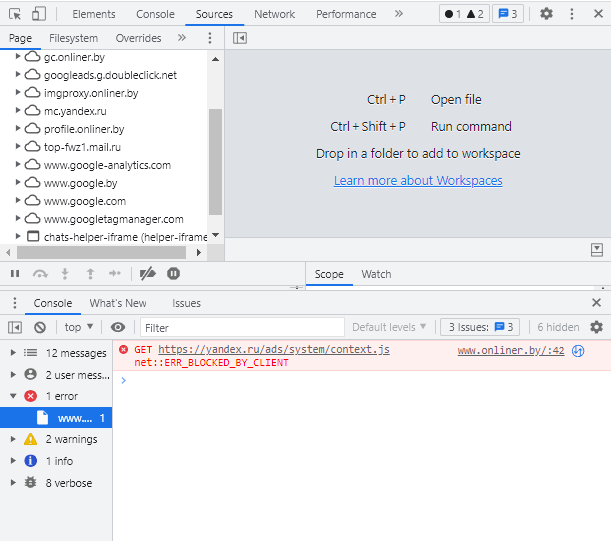 Elements Console Sources Network Performance » 1 2 3
Page Filesystem Overrides »
gc.onliner.by
googleads.g.doubleclick.net
imgproxy.onliner.by
mc.yandex.ru
profile.onliner.by
top-fwz1.mail.ru
www.google-analytics.com
www.google.by
www.google.com
www.googletagmanager.com
chats-helper-iframe (helper-iframe
Ctrl + P Open file
Ctrl + Shift + P Run command
Drop in a folder to add to workspace
Learn more about Workspaces
Scope Watch
Console What's New Issues
top ▼ Filter Default levels ▼ 3 Issues: 3 6 hidden
12 messages
2 user mess...
1 error
www.... 1
2 warnings
1 info
8 verbose
GET https://yandex.ru/ads/system/context.js www.onliner.by/:42
net::ERR_BLOCKED_BY_CLIENT